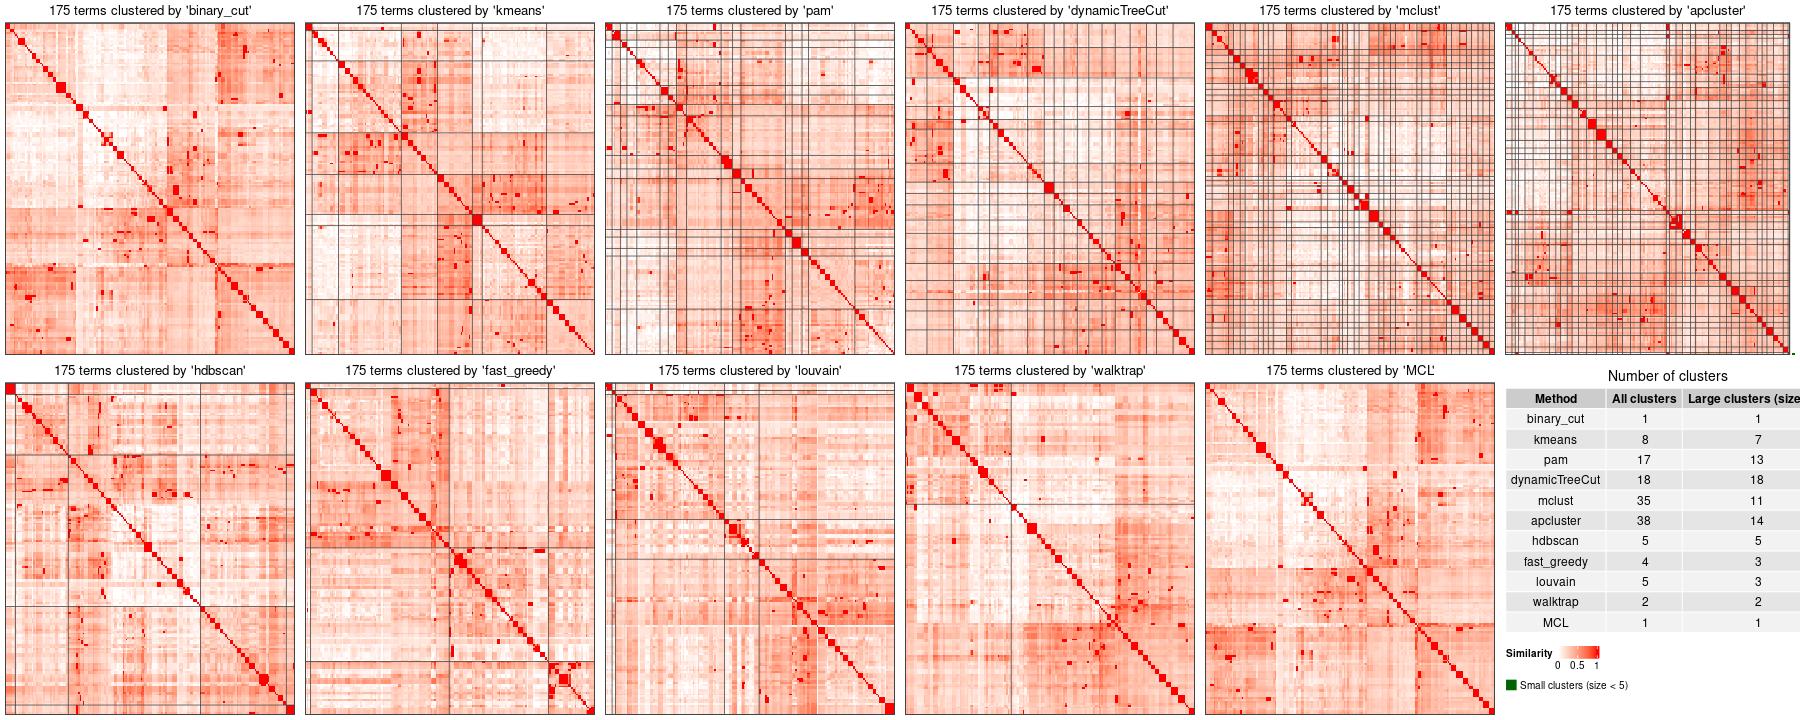 175 terms clustered by 'binary_cut'
175 terms clustered by 'kmeans'
175 terms clustered by 'pam'
175 terms clustered by 'dynamicTreeCut'
175 terms clustered by 'mclust'
175 terms clustered by 'apcluster'
175 terms clustered by 'hdbscan'
175 terms clustered by 'fast_greedy'
175 terms clustered by 'louvain'
175 terms clustered by 'walktrap'
175 terms clustered by 'MCL'
Number of clusters
Method All clusters Large clusters (size
binary_cut 1 1
kmeans 8 7
pam 17 13
dynamicTreeCut 18 18
mclust 35 11
apcluster 38 14
hdbscan 5 5
fast_greedy 4 3
louvain 5 3
walktrap 2 2
MCL 1 1
Similarity
0 0.5 1
Small clusters (size < 5)